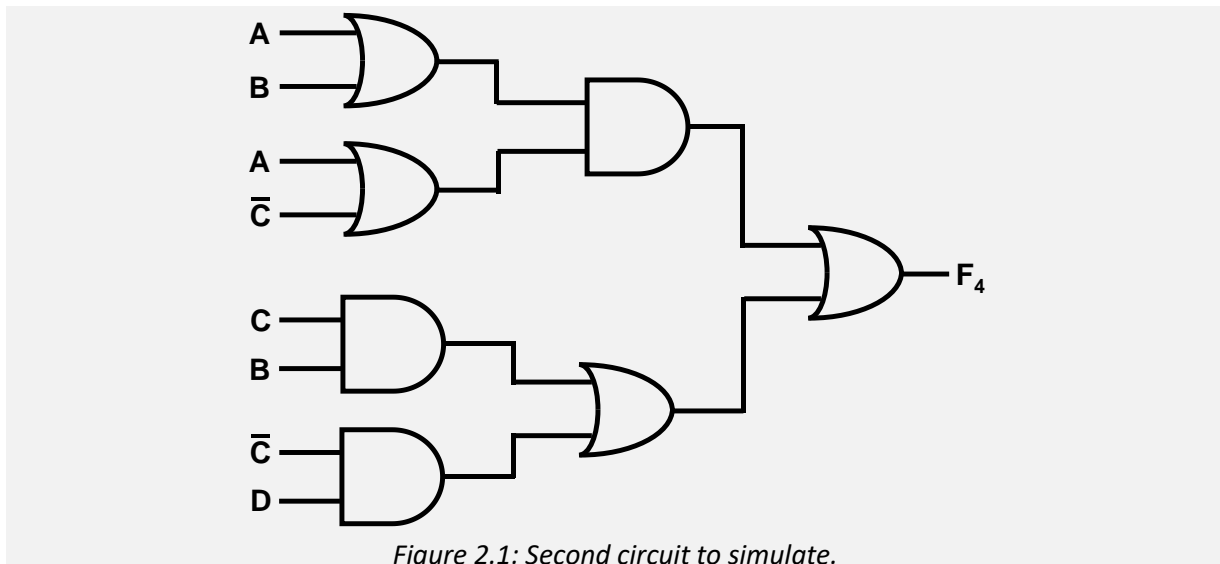 A
B
A
C̅
F₄
C
B
C̅
D
Figure 2.1: Second circuit to simulate.